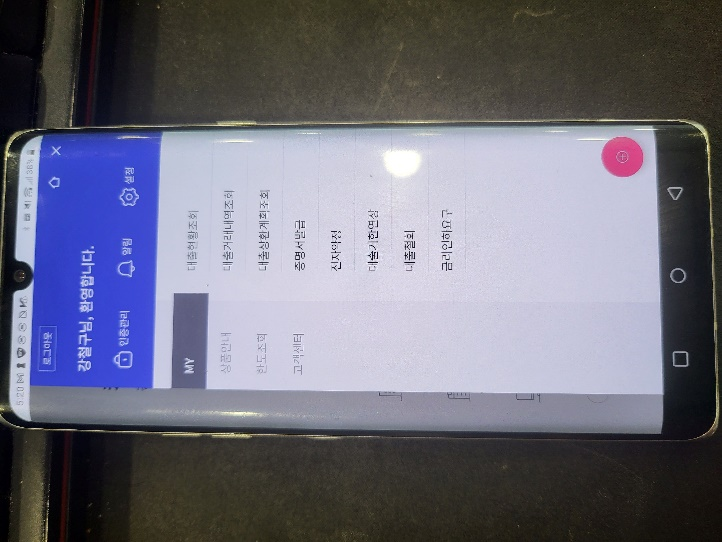 로그아웃
강철구님, 환영합니다.
인증관리
알림
설정
MY
상품안내
한도조회
고객센터
대출현황조회
대출거래내역조회
대출상환계획조회
증명서발급
전자약정
대출기한연장
대출철회
금리인하요구